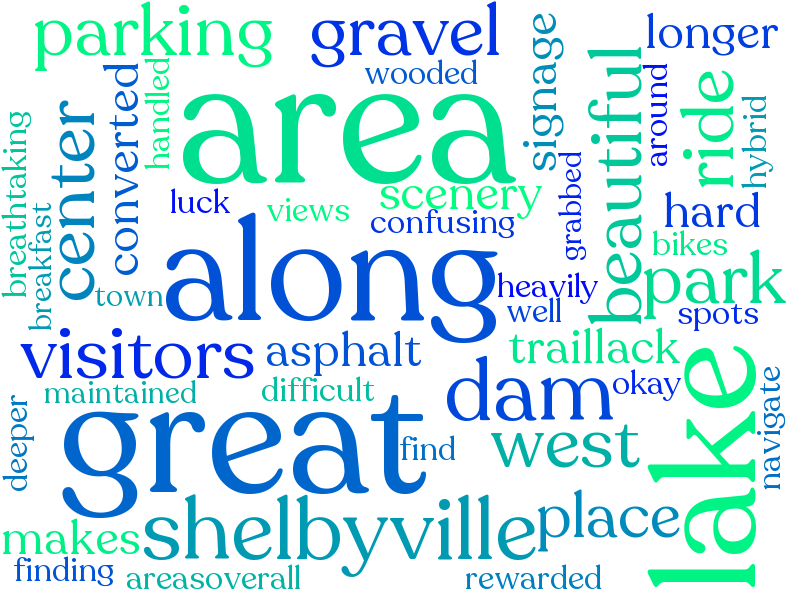 parking
gravel
signage
longer
wooded
area
beautiful
around
ride
hybrid
handled
converted
center
breathtaking
breakfast
luck
views
scenery
confusing
grabbed
hard
bikes
park
spots
town
along
heavily
well
visitors
asphalt
traillack
lake
maintained
difficult
dam
okay
navigate
deeper
great
find
west
makes
shelbyville
place
finding
areasoverall
rewarded